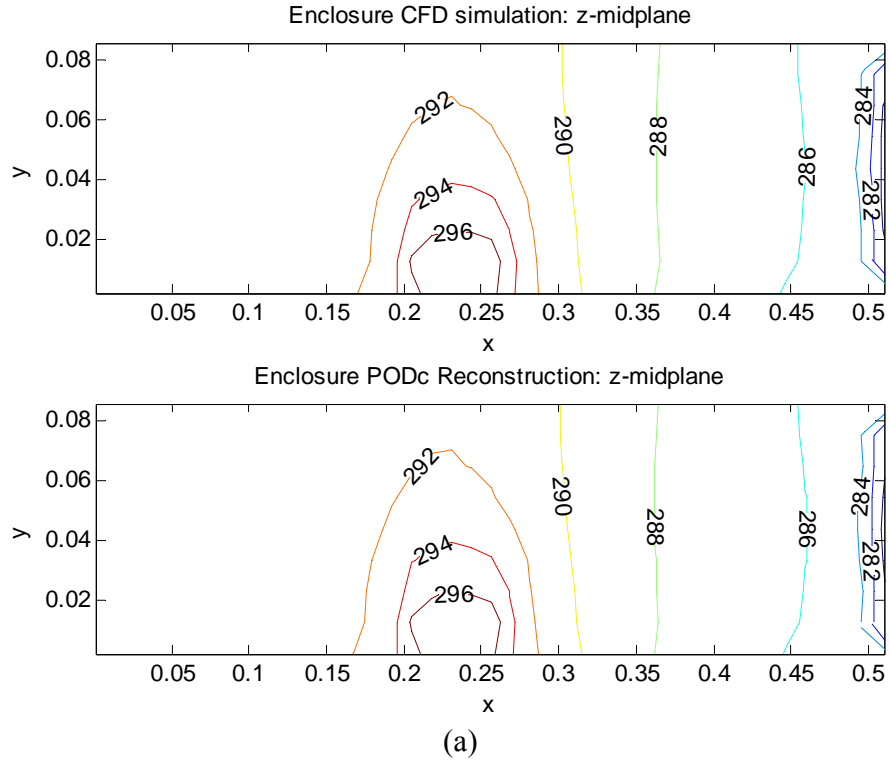 Enclosure CFD simulation: z-midplane
0.08
0.06
0.04
0.02
y
292
294
296
290
288
286
284
282
0.05 0.1 0.15 0.2 0.25 0.3 0.35 0.4 0.45 0.5
x
Enclosure PODc Reconstruction: z-midplane
0.08
0.06
0.04
0.02
y
292
294
296
290
288
286
284
282
0.05 0.1 0.15 0.2 0.25 0.3 0.35 0.4 0.45 0.5
x
(a)